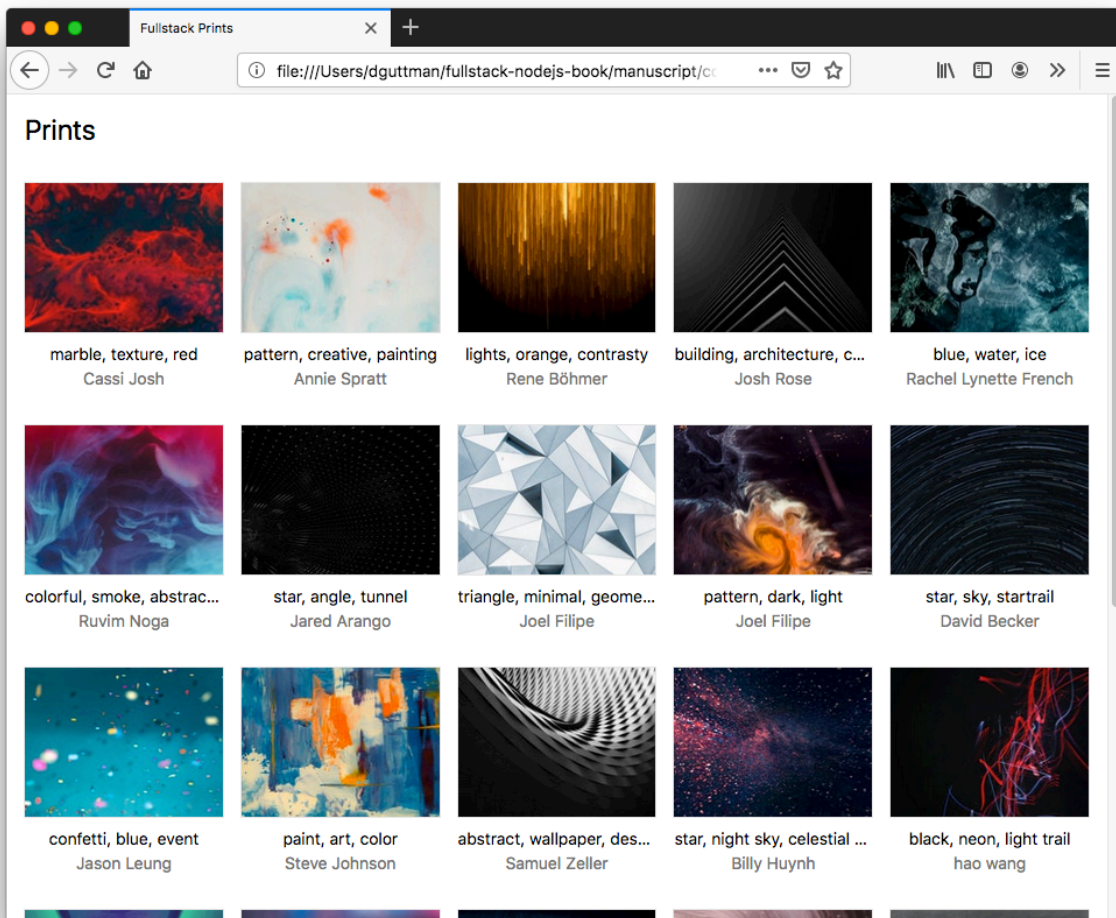 Fullstack Prints
file:///Users/dguttman/fullstack-nodejs-book/manuscript/
Prints
marble, texture, red
Cassi Josh
pattern, creative, painting
Annie Spratt
lights, orange, contrasty
Rene Böhmer
building, architecture, c...
Josh Rose
blue, water, ice
Rachel Lynette French
colorful, smoke, abstrac...
Ruvim Noga
star, angle, tunnel
Jared Arango
triangle, minimal, geome...
Joel Filipe
pattern, dark, light
Joel Filipe
star, sky, startrail
David Becker
confetti, blue, event
Jason Leung
paint, art, color
Steve Johnson
abstract, wallpaper, des...
Samuel Zeller
star, night sky, celestial ...
Billy Huynh
black, neon, light trail
hao wang